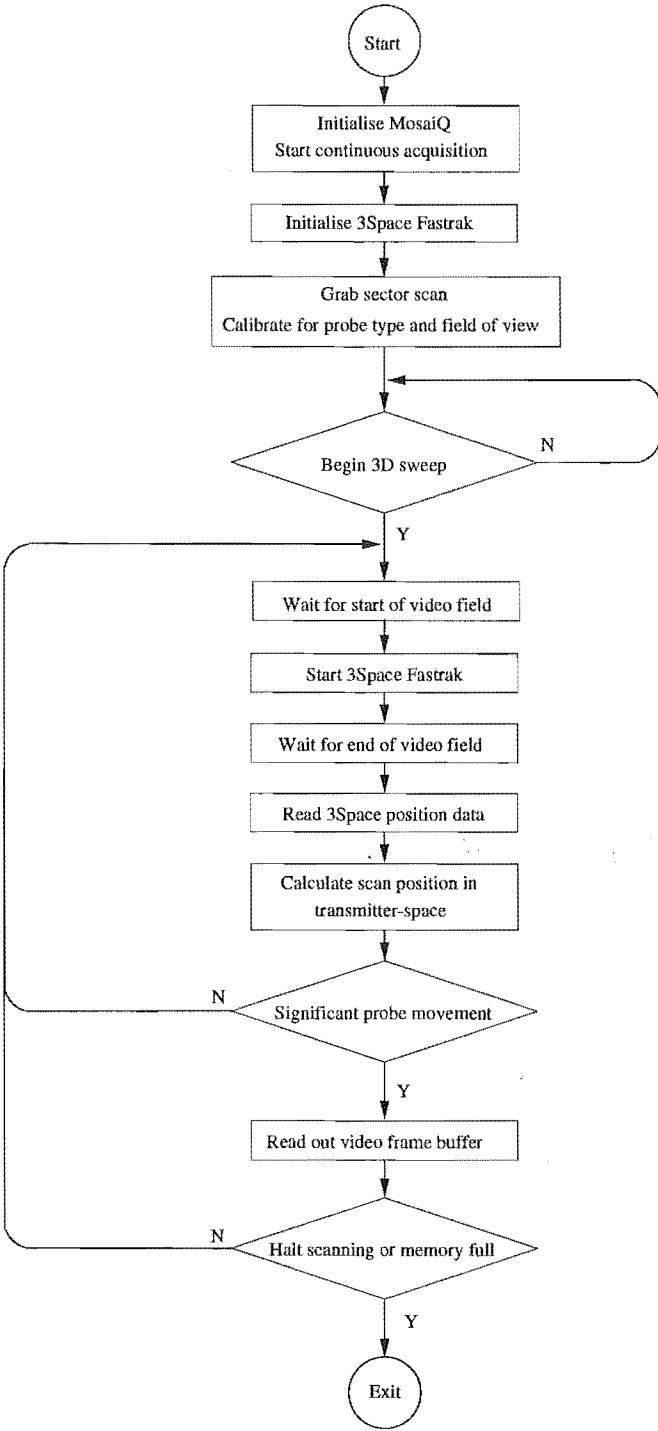 Start
Initialise MosaiQ
Start continuous acquisition
Initialise 3Space Fastrak
Grab sector scan
Calibrate for probe type and field of view
N
Begin 3D sweep
Y
Wait for start of video field
Start 3Space Fastrak
Wait for end of video field
Read 3Space position data
Calculate scan position in
transmitter-space
N
Significant probe movement
Y
Read out video frame buffer
N
Halt scanning or memory full
Y
Exit